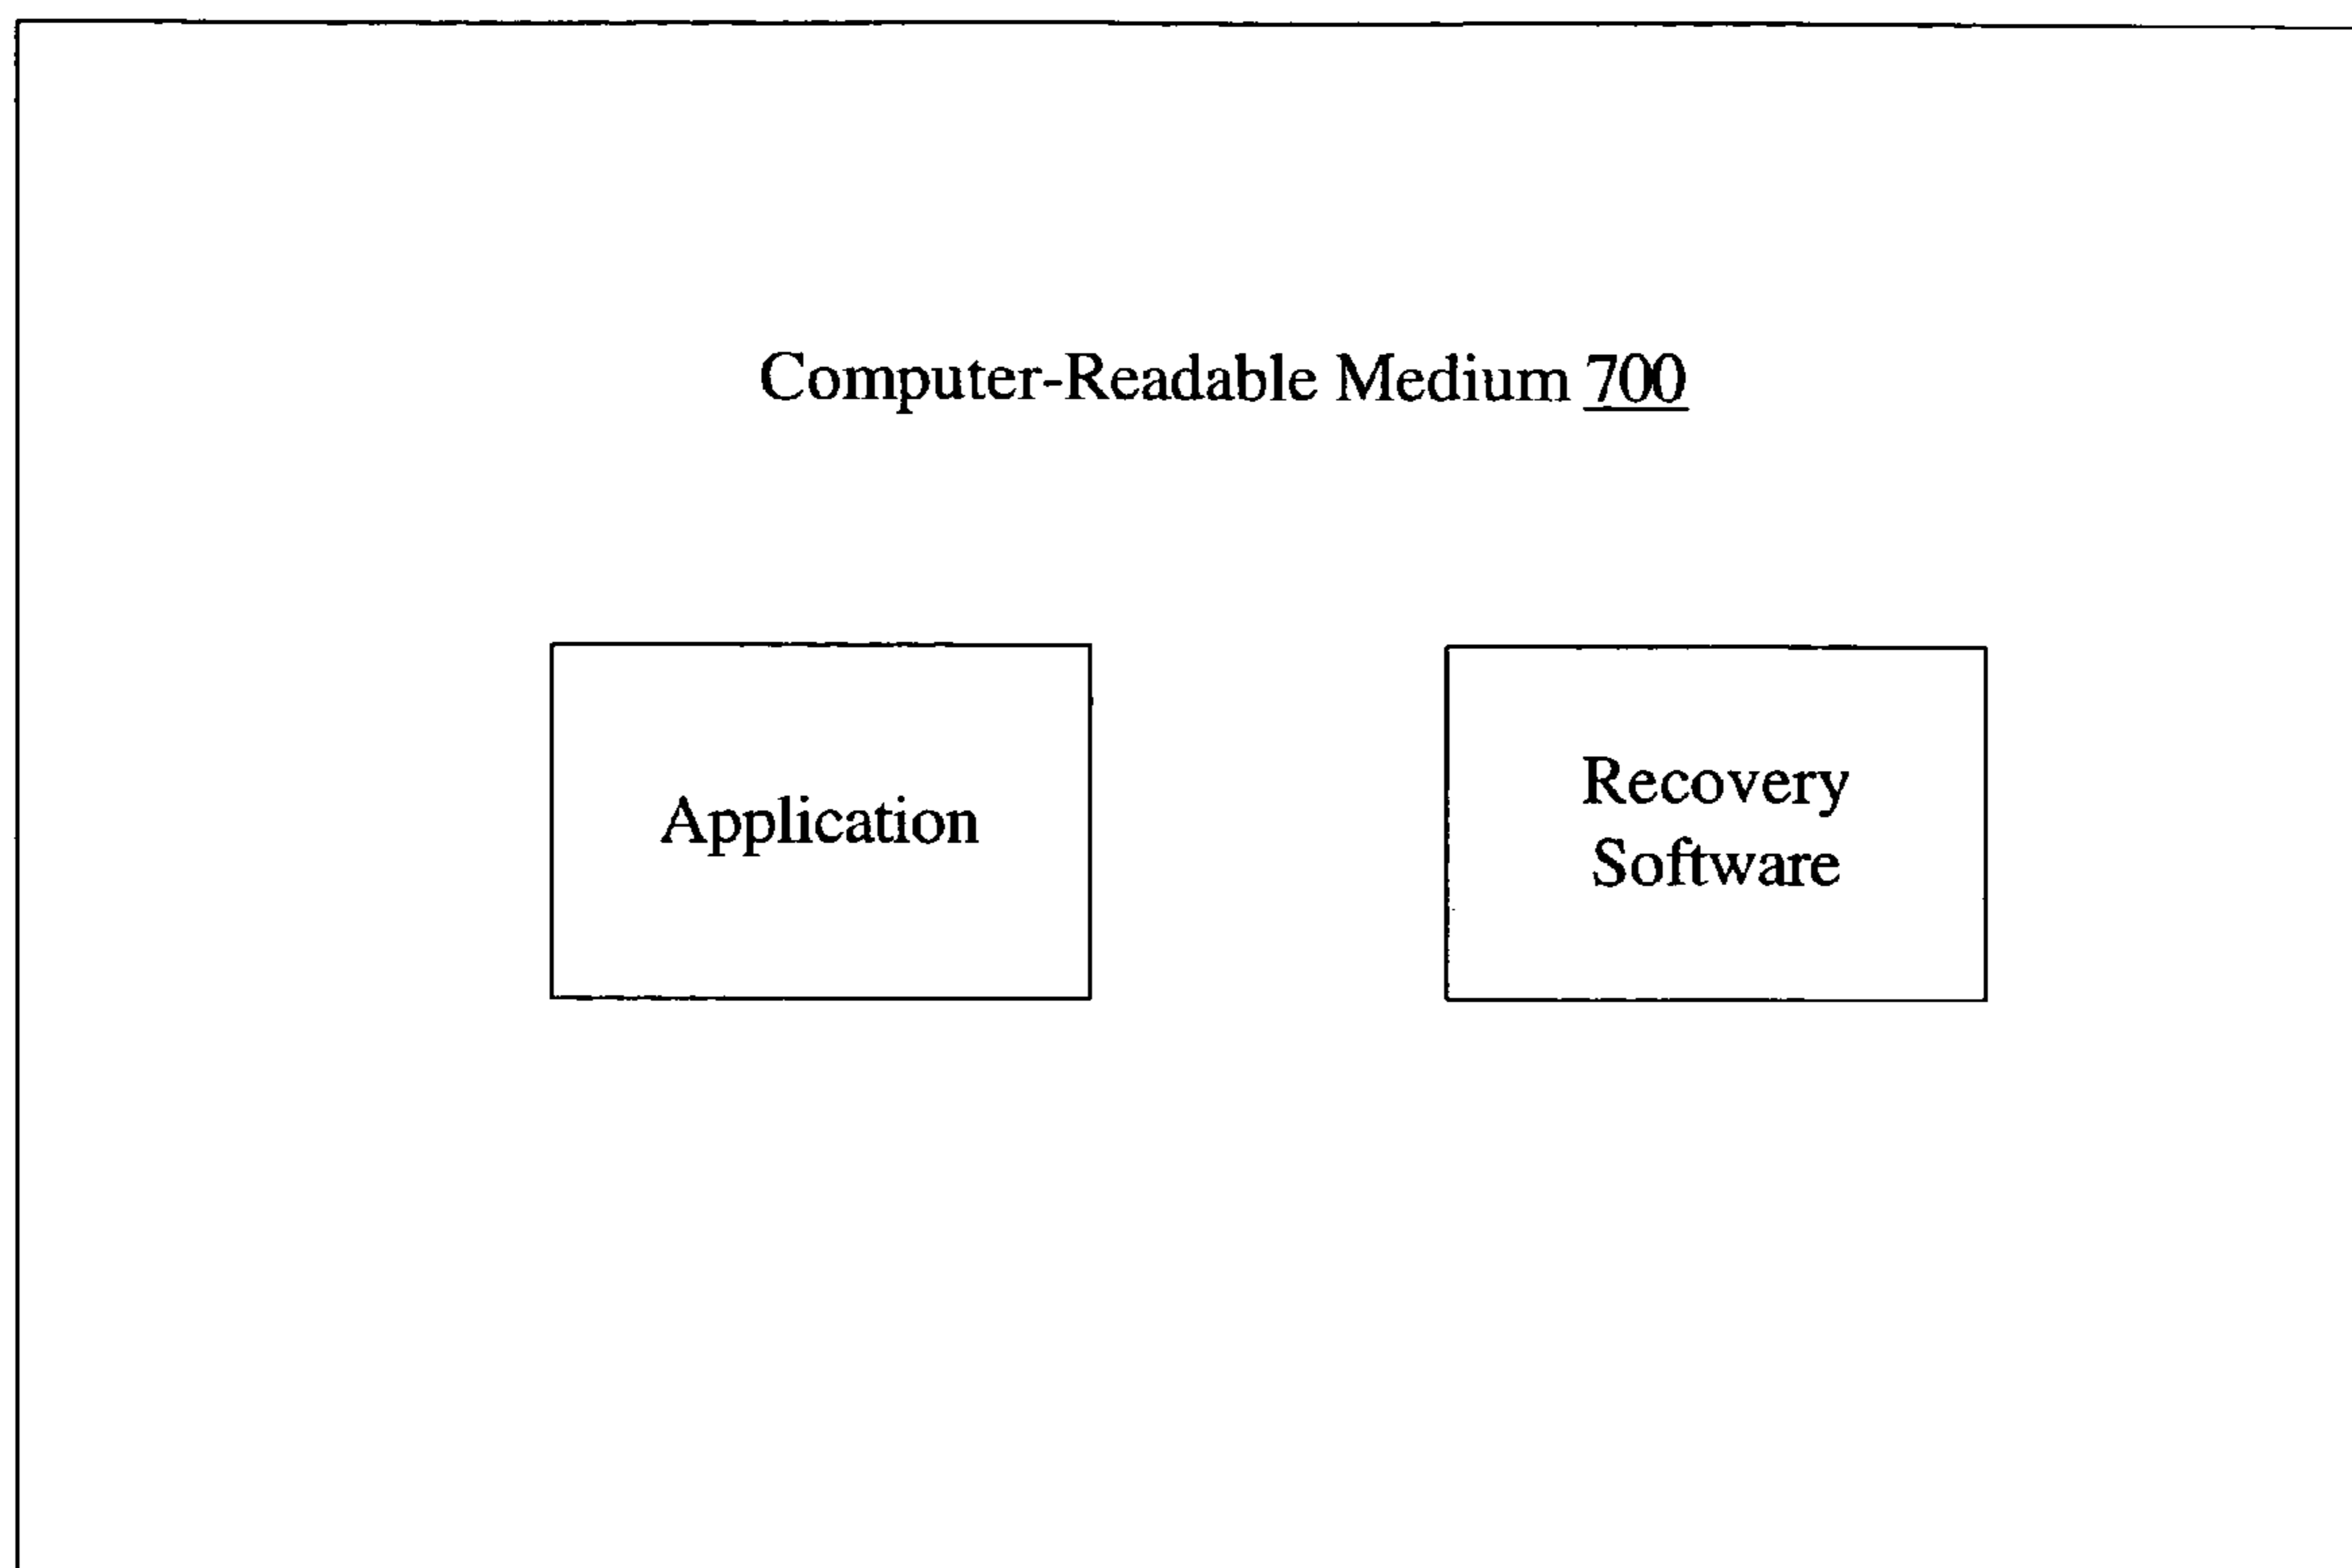 Computer-Readable Medium 700
Application
Recovery
Software